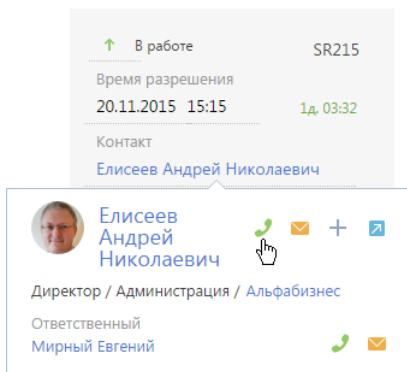 В работе SR215
Время разрешения
20.11.2015 15:15 1д. 03:32
Контакт
Елисеев Андрей Николаевич
Елисеев
Андрей
Николаевич
Директор / Администрация / Альфабизнес
Ответственный
Мирный Евгений